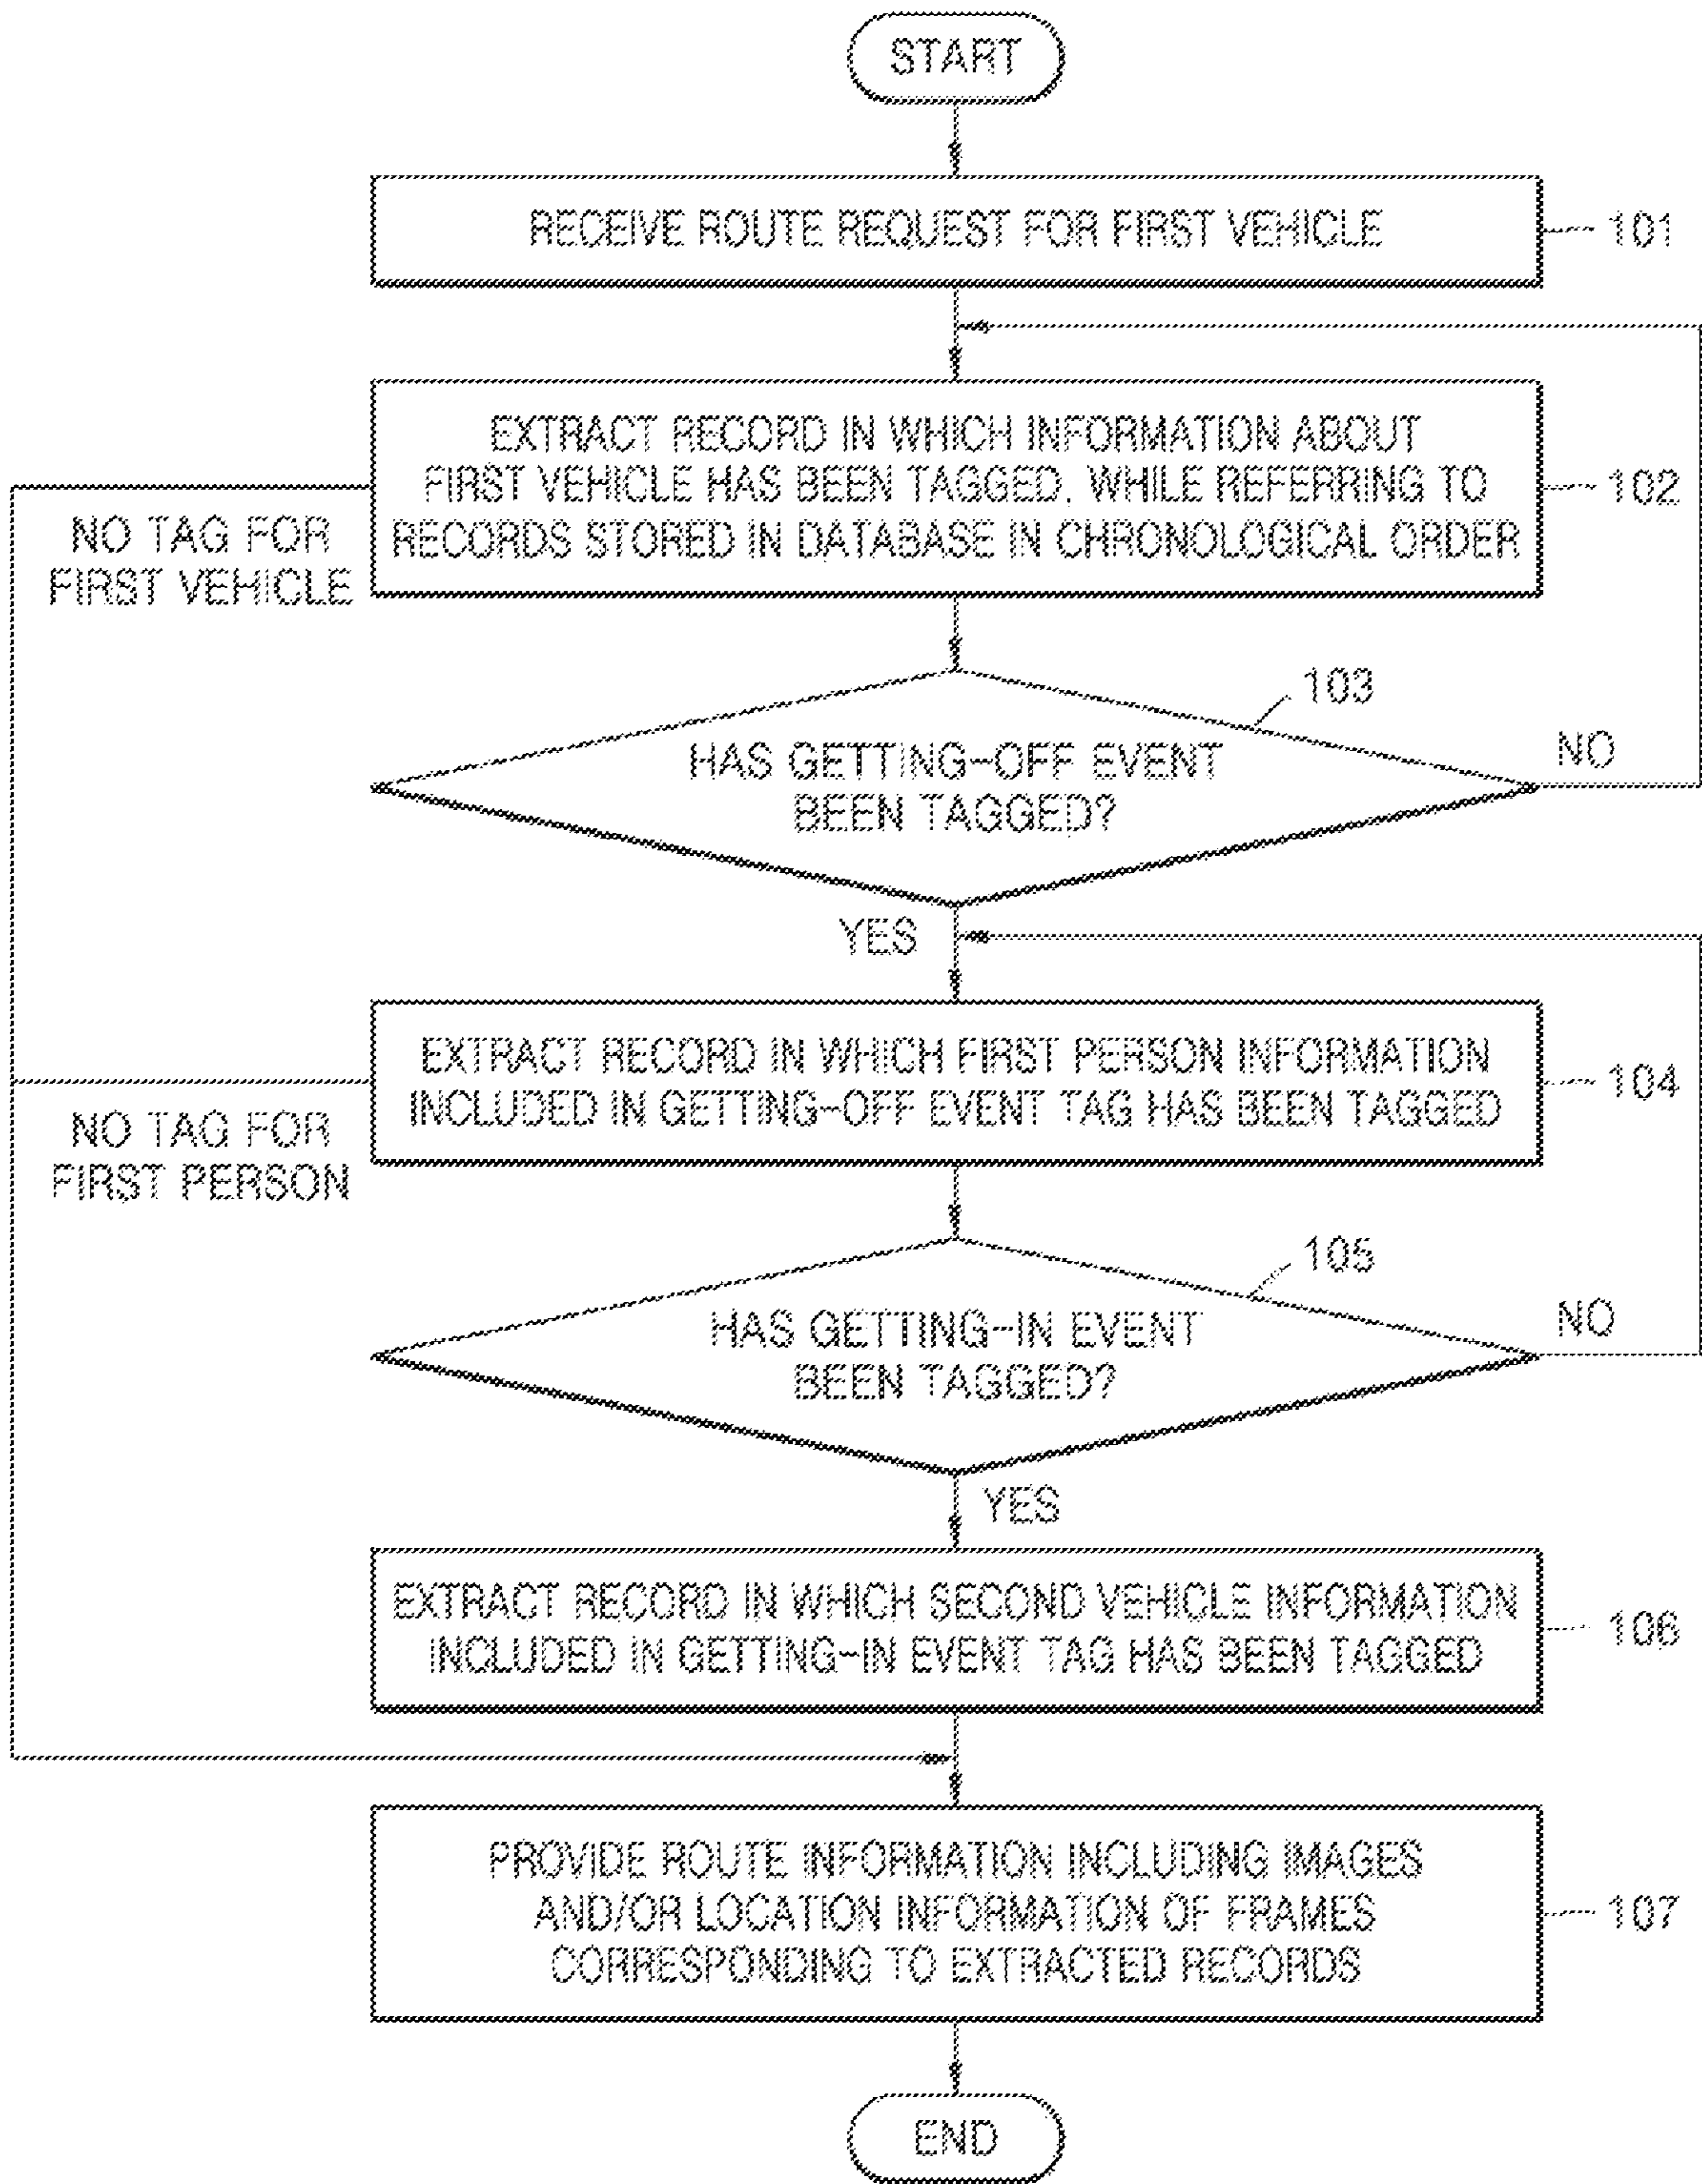 START
RECEIVE ROUTE REQUEST FOR FIRST VEHICLE
101
EXTRACT RECORD IN WHICH INFORMATION ABOUT
FIRST VEHICLE HAS BEEN TAGGED, WHILE REFERRING TO
RECORDS STORED IN DATABASE IN CHRONOLOGICAL ORDER
102
NO TAG FOR
FIRST VEHICLE
103
HAS GETTING-OFF EVENT
BEEN TAGGED?
NO
YES
EXTRACT RECORD IN WHICH FIRST PERSON INFORMATION
INCLUDED IN GETTING-OFF EVENT TAG HAS BEEN TAGGED
104
NO TAG FOR
FIRST PERSON
105
HAS GETTING-IN EVENT
BEEN TAGGED?
NO
YES
EXTRACT RECORD IN WHICH SECOND VEHICLE INFORMATION
INCLUDED IN GETTING-IN EVENT TAG HAS BEEN TAGGED
106
PROVIDE ROUTE INFORMATION INCLUDING IMAGES
AND/OR LOCATION INFORMATION OF FRAMES
CORRESPONDING TO EXTRACTED RECORDS
107
END